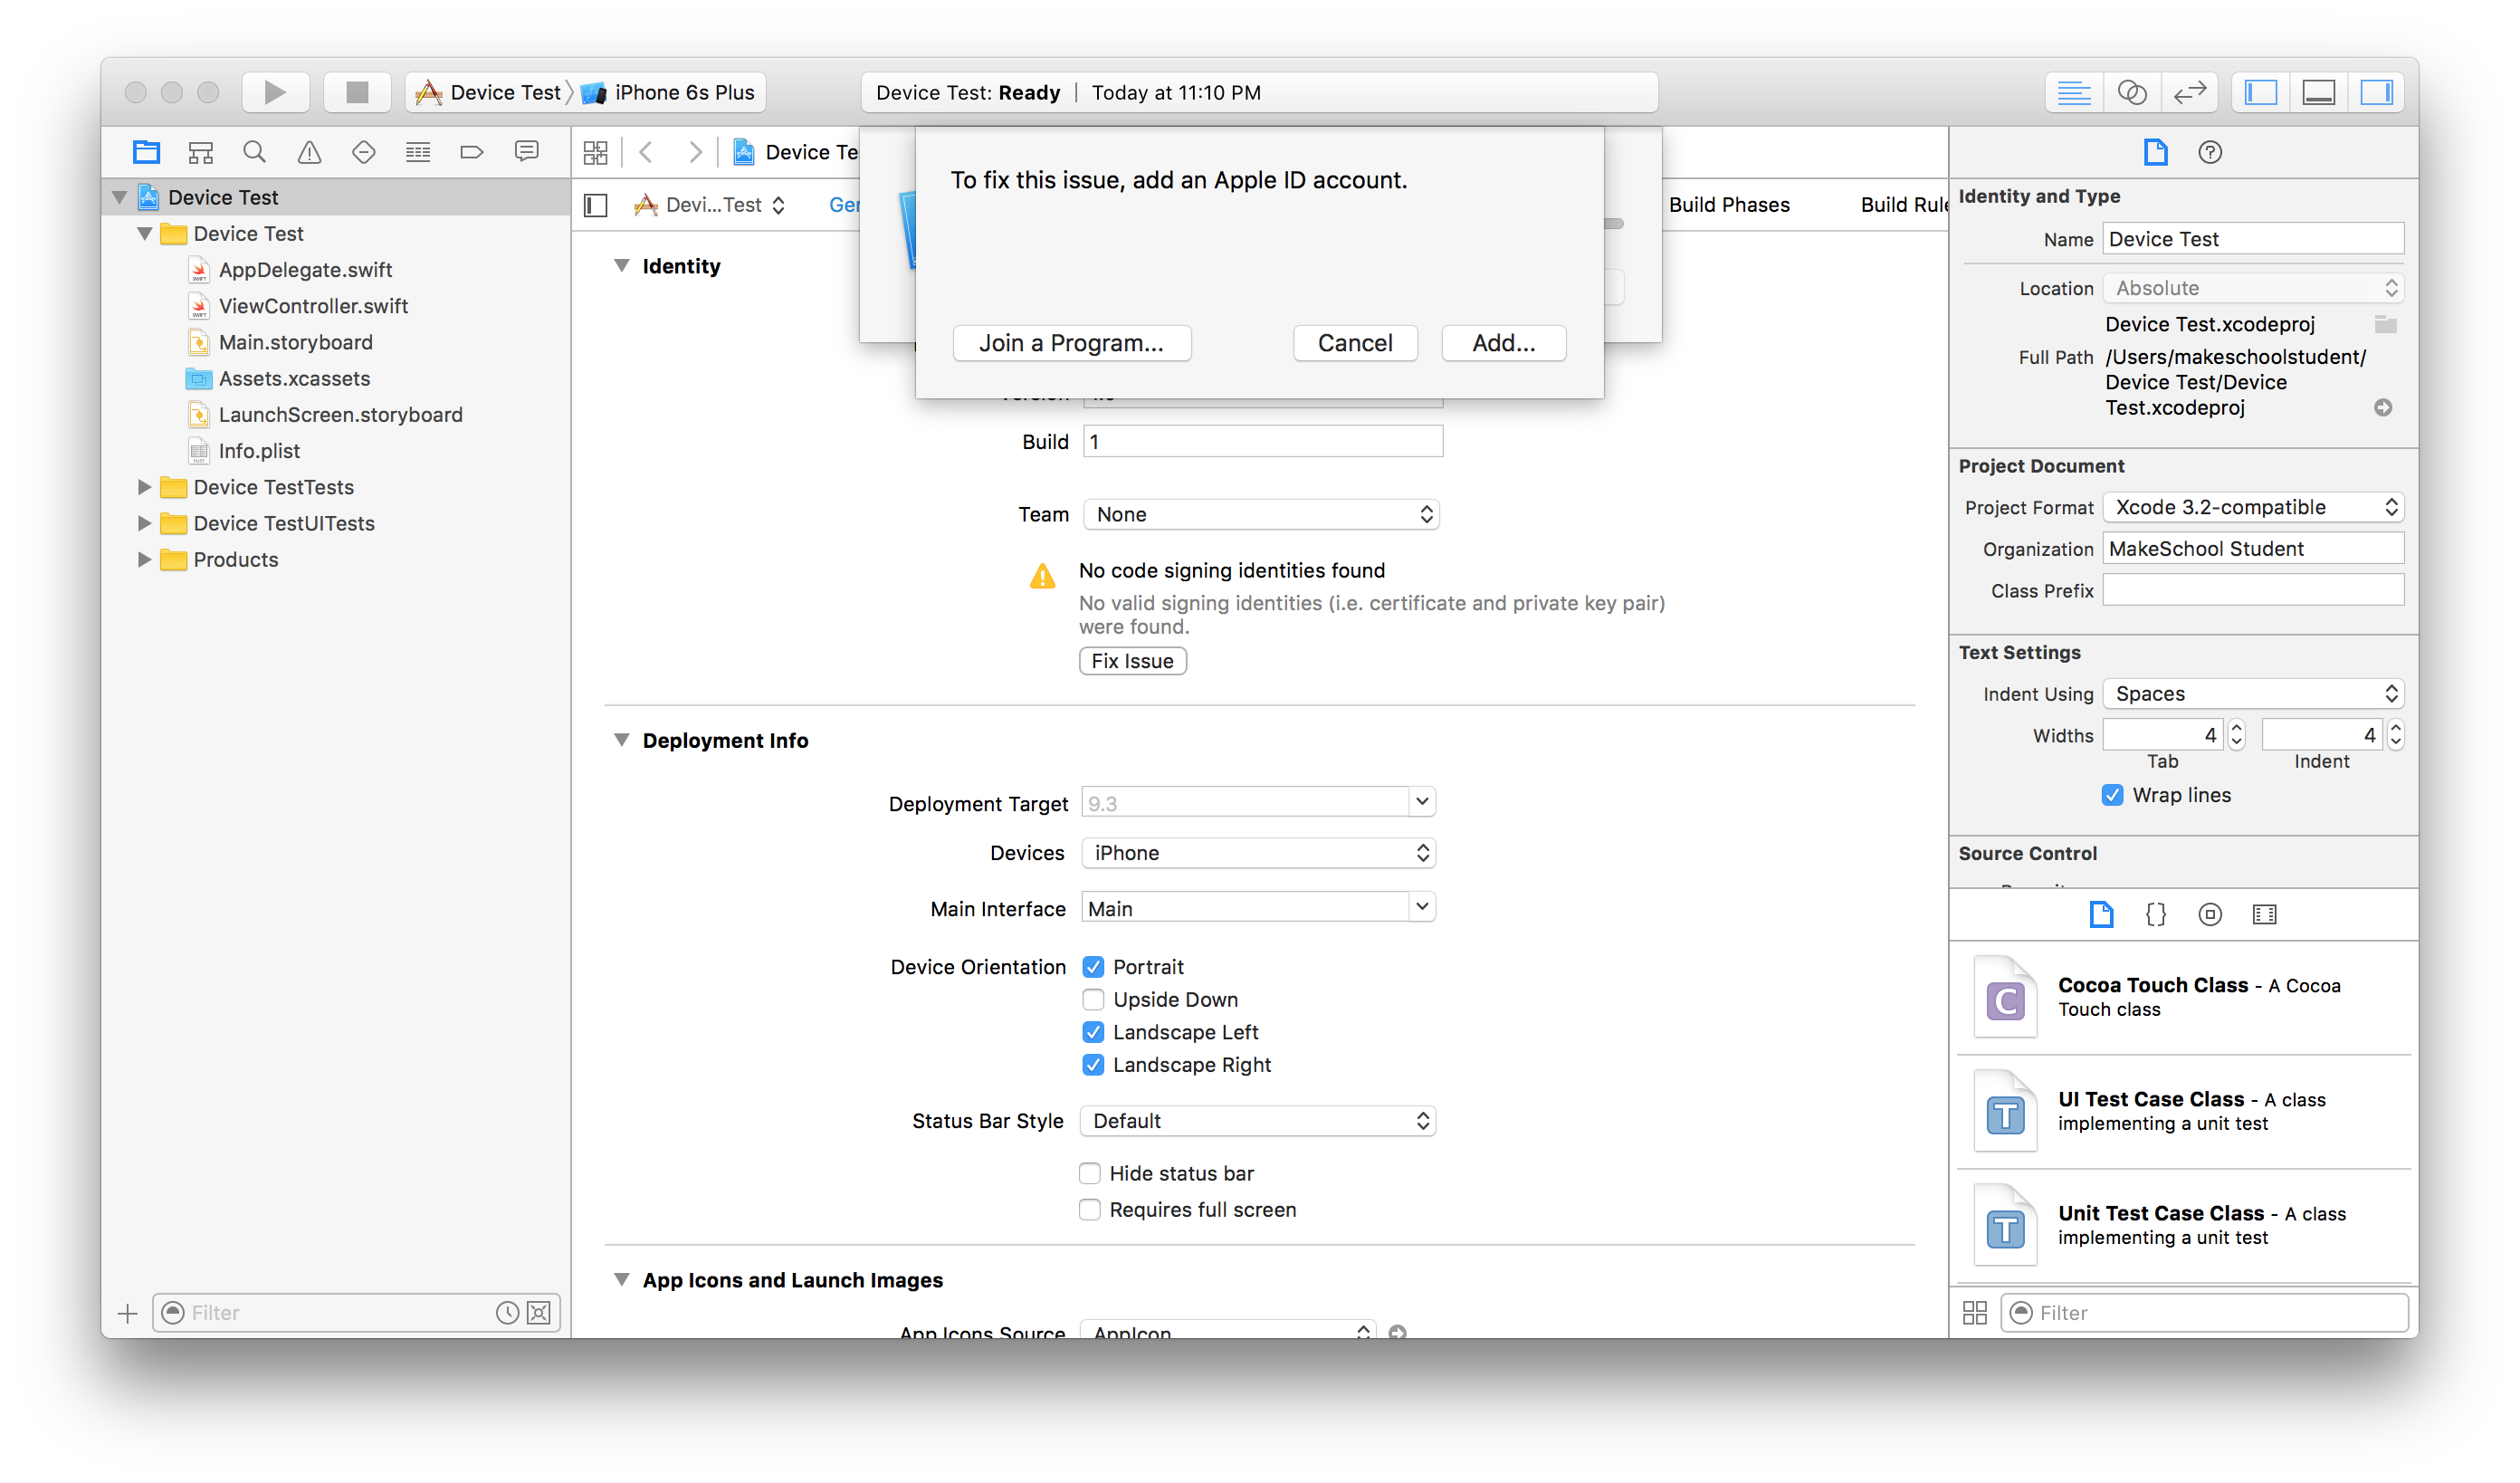 Device Test
iPhone 6s Plus
Device Test: Ready | Today at 11:10 PM
Device Test
Device Test
AppDelegate.swift
ViewController.swift
Main.storyboard
Assets.xcassets
LaunchScreen.storyboard
Info.plist
Device TestTests
Device TestUITests
Products
Filter
Device Te
Devi...Test
Build Phases
To fix this issue, add an Apple ID account.
Join a Program...
Cancel
Add...
Identity
Build
1
Team
None
No code signing identities found
No valid signing identities (i.e. certificate and private key pair)
were found.
Fix Issue
Deployment Info
Deployment Target
9.3
Devices
iPhone
Main Interface
Main
Device Orientation
Portrait
Upside Down
Landscape Left
Landscape Right
Status Bar Style
Default
Hide status bar
Requires full screen
App Icons and Launch Images
App Icons Source
AppIcon
Identity and Type
Name
Device Test
Location
Absolute
Device Test.xcodeproj
Full Path
/Users/makeschoolstudent/
Device Test/Device
Test.xcodeproj
Project Document
Project Format
Xcode 3.2-compatible
Organization
MakeSchool Student
Class Prefix
Text Settings
Indent Using
Spaces
Widths
4
4
Tab
Indent
Wrap lines
Source Control
Cocoa Touch Class - A Cocoa
Touch class
UI Test Case Class - A class
implementing a unit test
Unit Test Case Class - A class
implementing a unit test
Filter